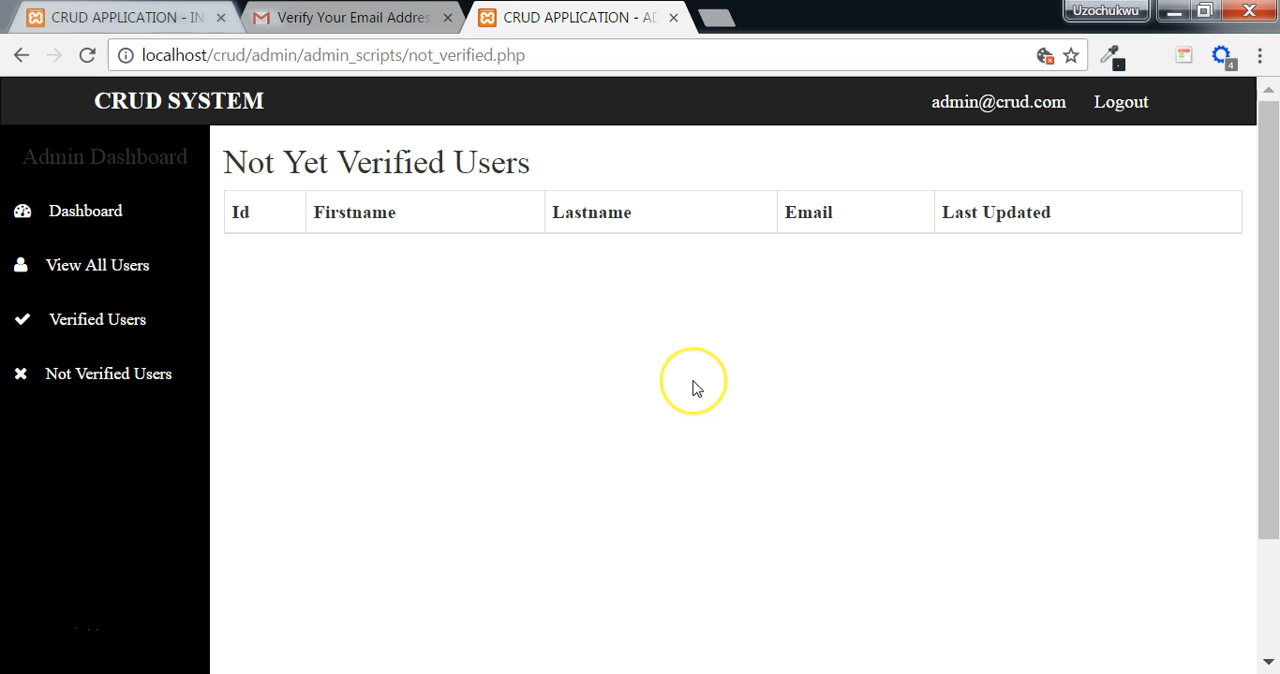 CRUD APPLICATION - IN
Verify Your Email Addres
CRUD APPLICATION - AD
Uzochukwu
localhost/crud/admin/admin_scripts/not_verified.php
4
CRUD SYSTEM
admin@crud.com
Logout
Admin Dashboard
Dashboard
View All Users
Verified Users
Not Verified Users
Not Yet Verified Users
Id Firstname Lastname Email Last Updated